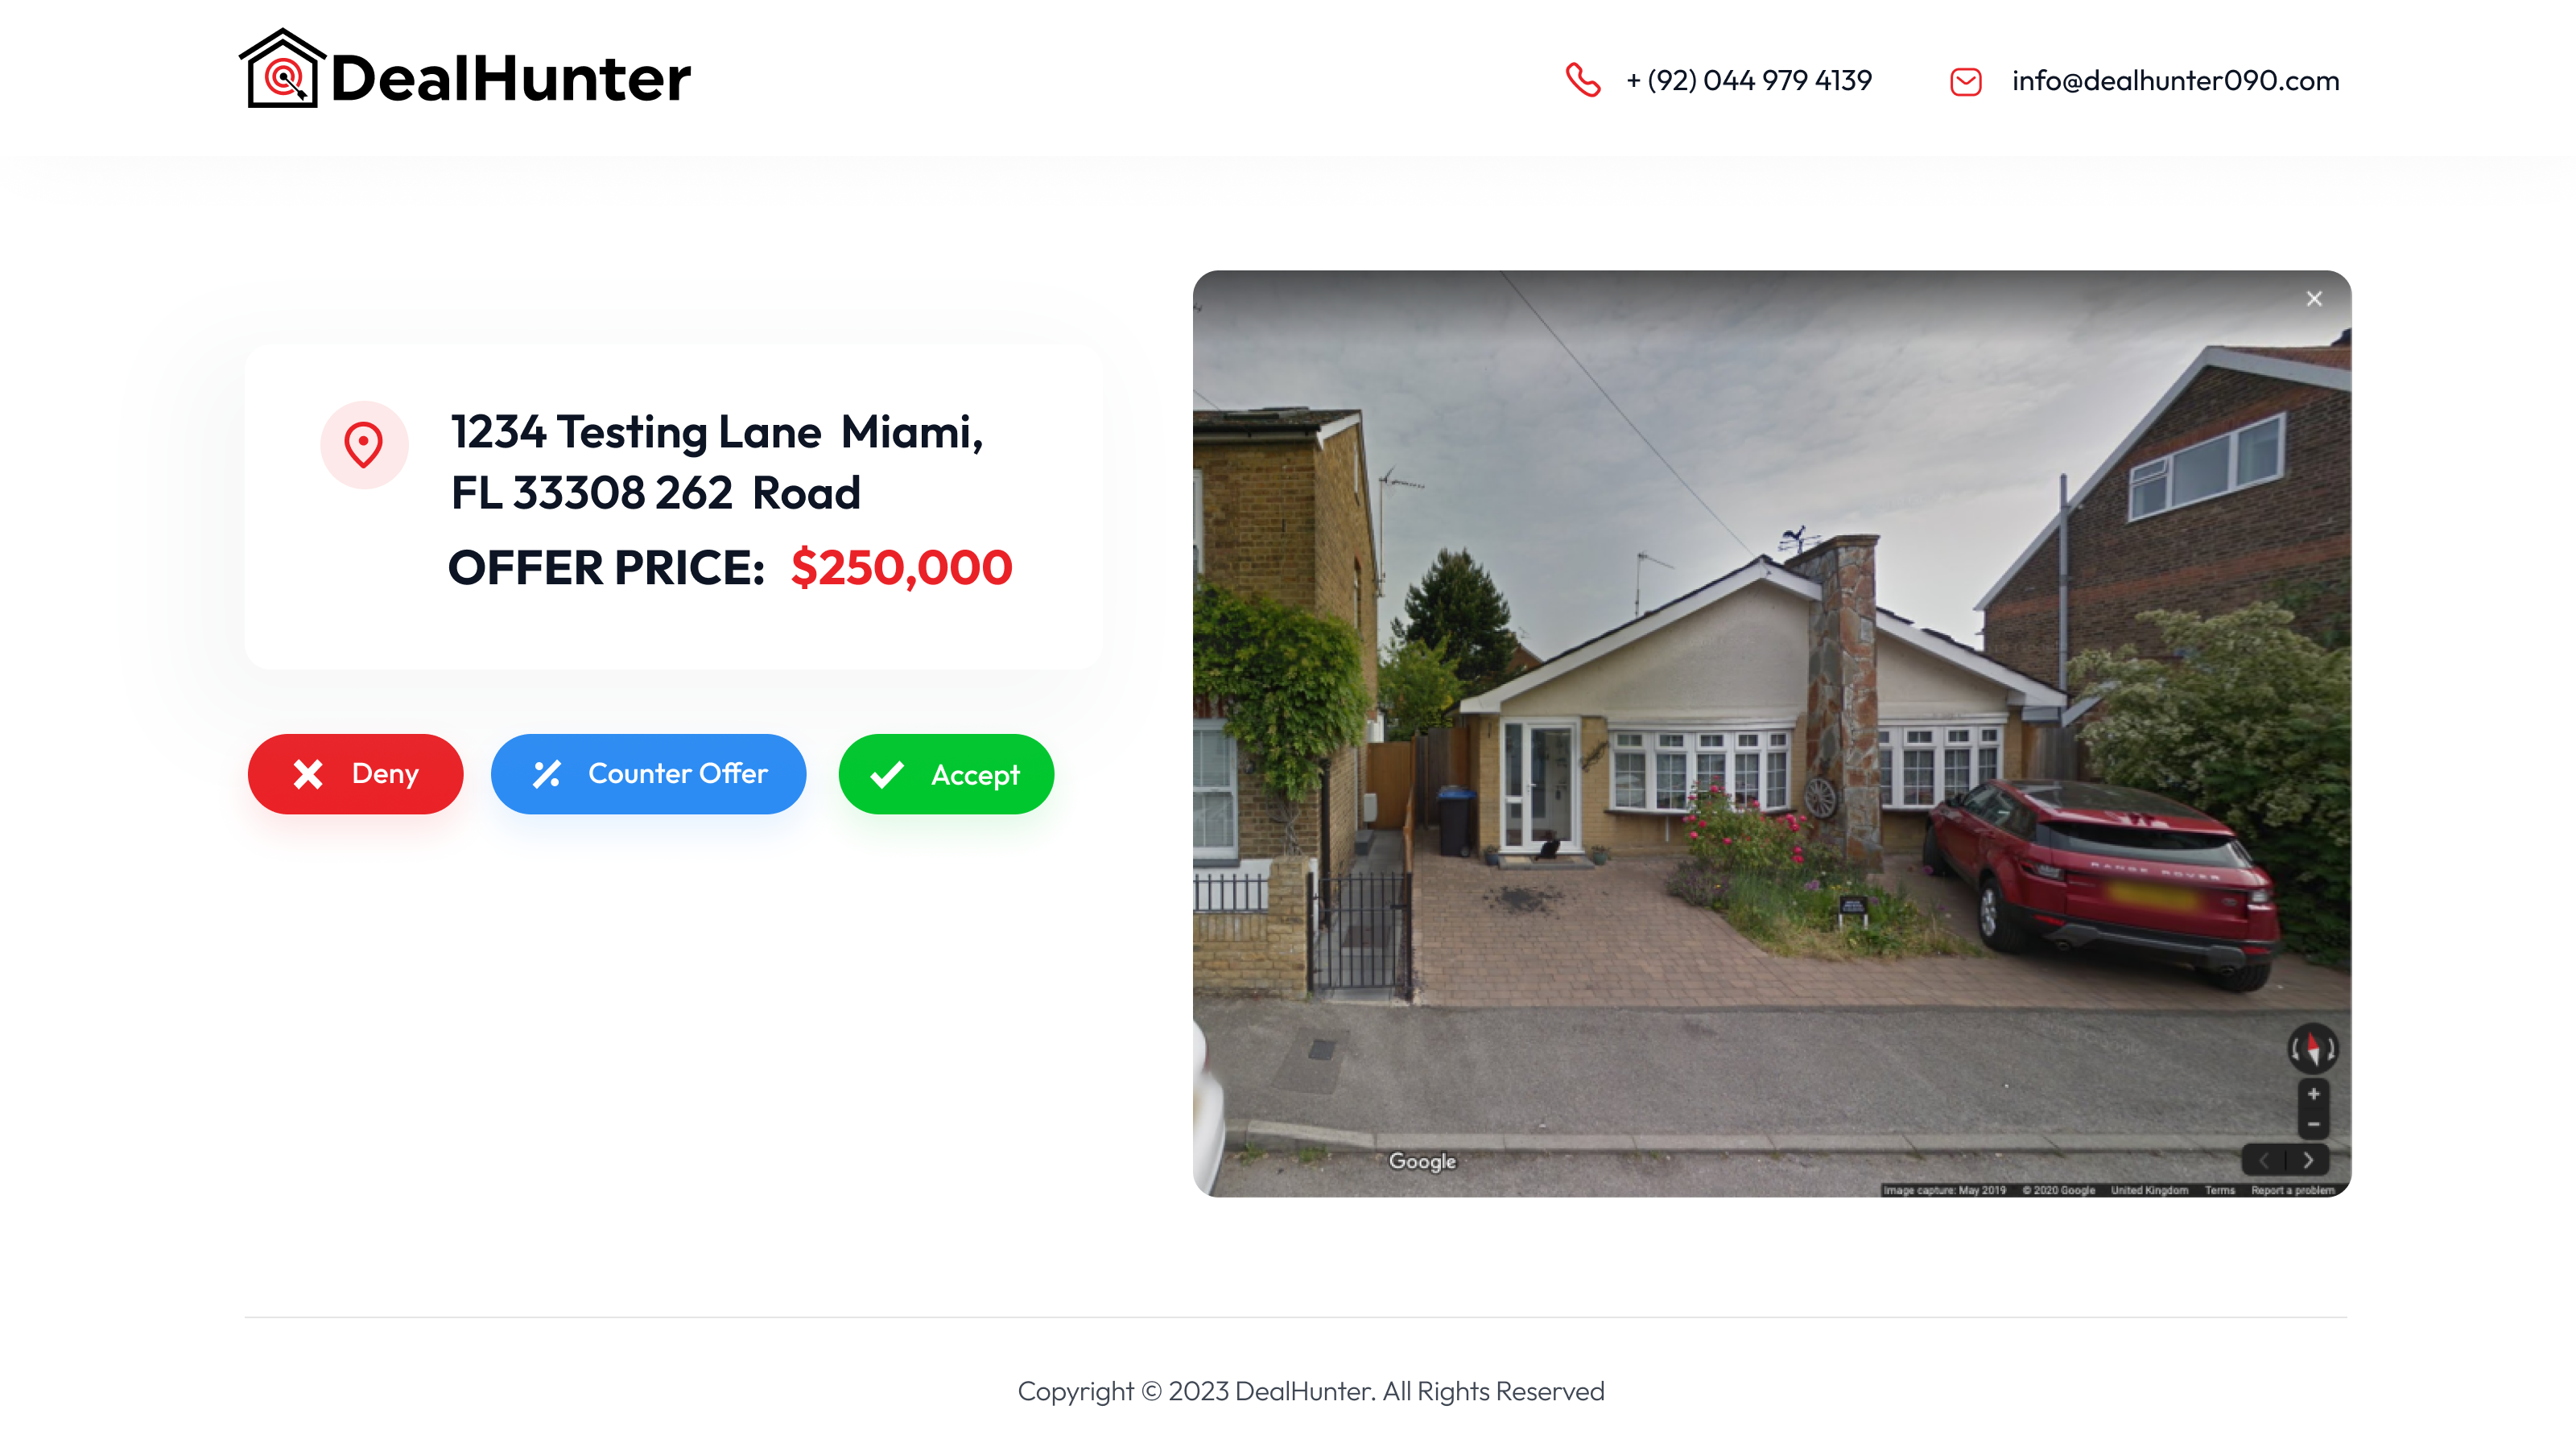 DealHunter
+ (92) 044 979 4139
info@dealhunter090.com
1234 Testing Lane Miami,
FL 33308 262 Road
OFFER PRICE: $250,000
Deny
Counter Offer
Accept
RANGE ROVER
Google
Image capture: May 2019 © 2020 Google United Kingdom Terms Report a problem
Copyright © 2023 DealHunter. All Rights Reserved